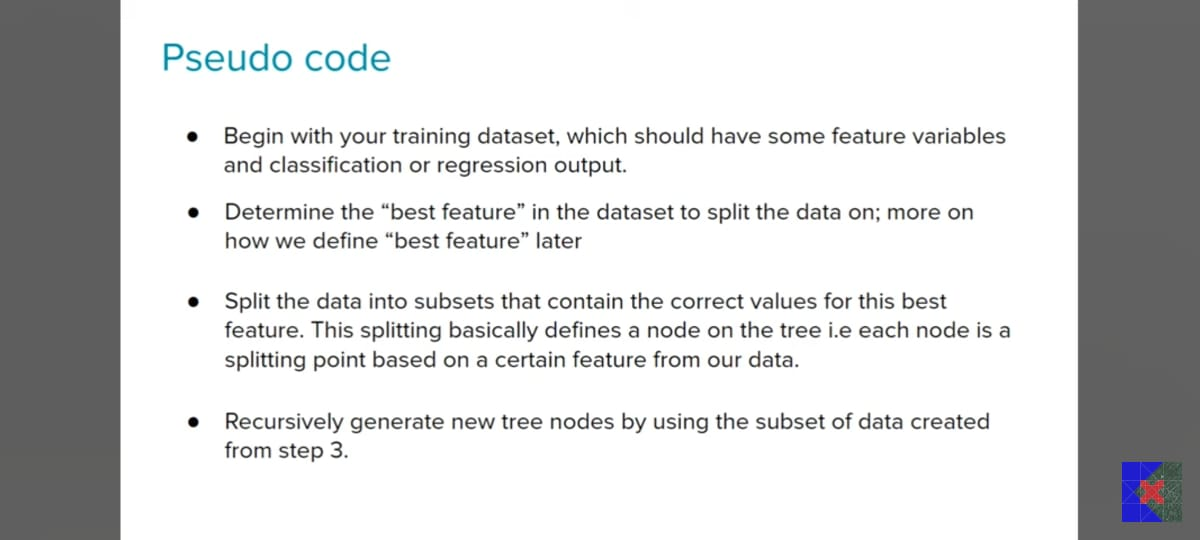 Pseudo code
● Begin with your training dataset, which should have some feature variables
and classification or regression output.
● Determine the “best feature” in the dataset to split the data on; more on
how we define “best feature” later
● Split the data into subsets that contain the correct values for this best
feature. This splitting basically defines a node on the tree i.e each node is a
splitting point based on a certain feature from our data.
● Recursively generate new tree nodes by using the subset of data created
from step 3.